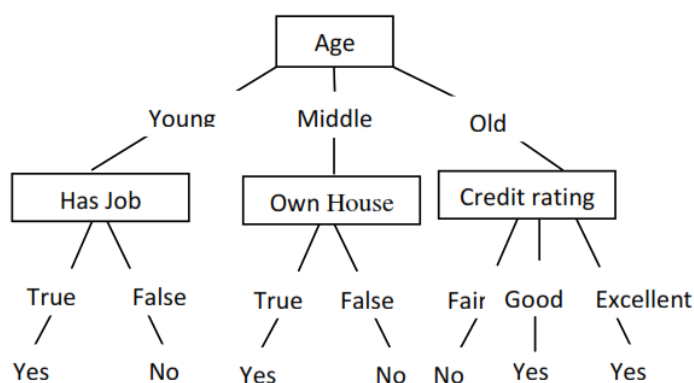 Age
Young Middle Old
Has Job Own House Credit rating
True False True False Fair Good Excellent
Yes No Yes No No Yes Yes